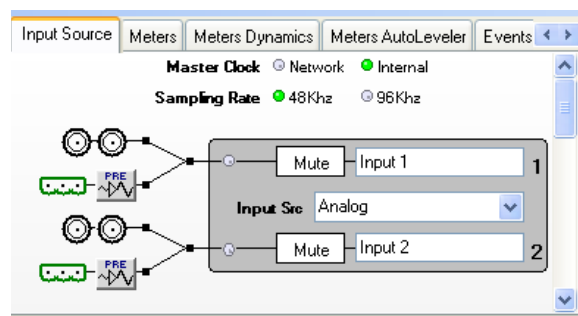 Input Source Meters Meters Dynamics Meters AutoLeveler Events
Master Clock Network Internal
Sampling Rate 48Khz 96Khz
PRE
Mute Input 1 1
Input Src Analog
PRE
Mute Input 2 2